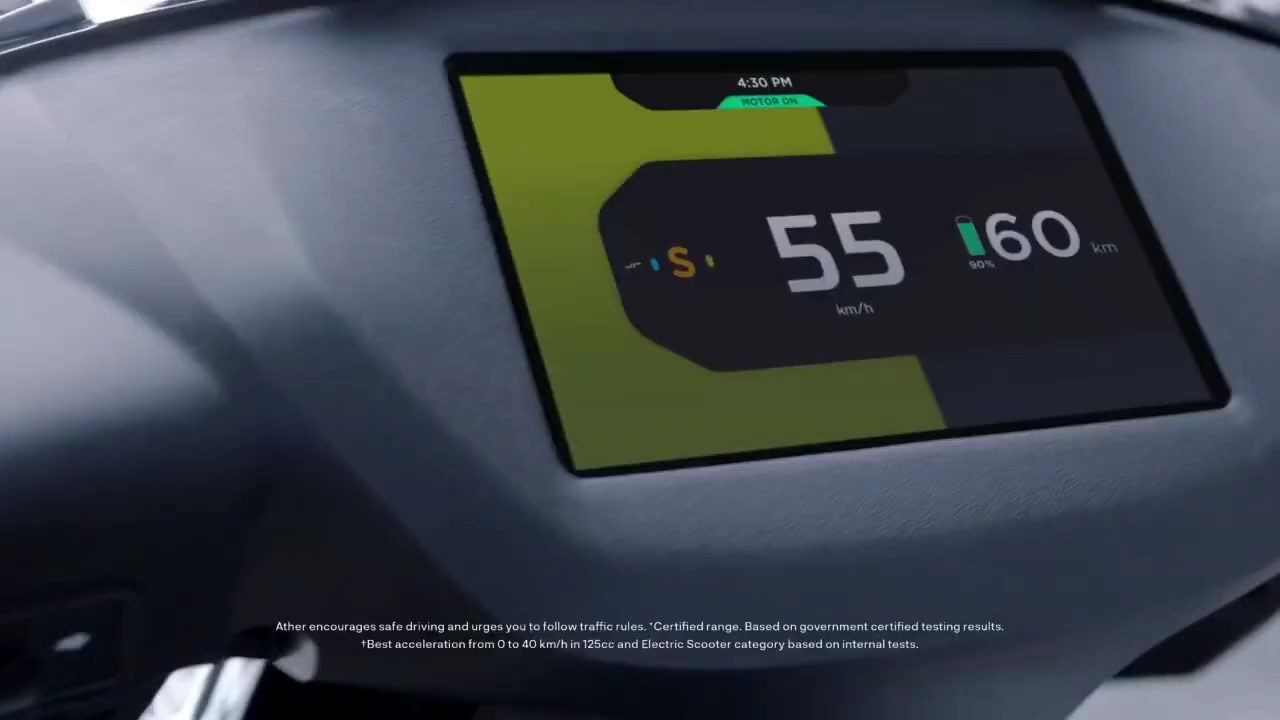 4:30 PM
MOTOR ON
S
55
km/h
60 km
90%
Ather encourages safe driving and urges you to follow traffic rules. *Certified range. Based on government certified testing results.
†Best acceleration from 0 to 40 km/h in 125cc and Electric Scooter category based on internal tests.